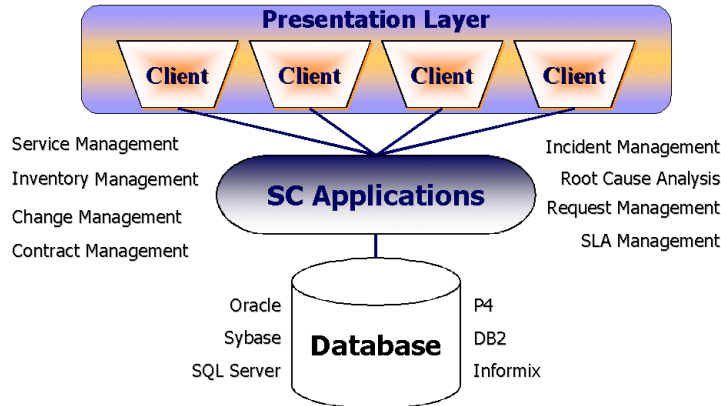 Presentation Layer
Client Client Client Client
Service Management
Inventory Management
Change Management
Contract Management
SC Applications
Incident Management
Root Cause Analysis
Request Management
SLA Management
Oracle
Sybase
SQL Server
Database
P4
DB2
Informix